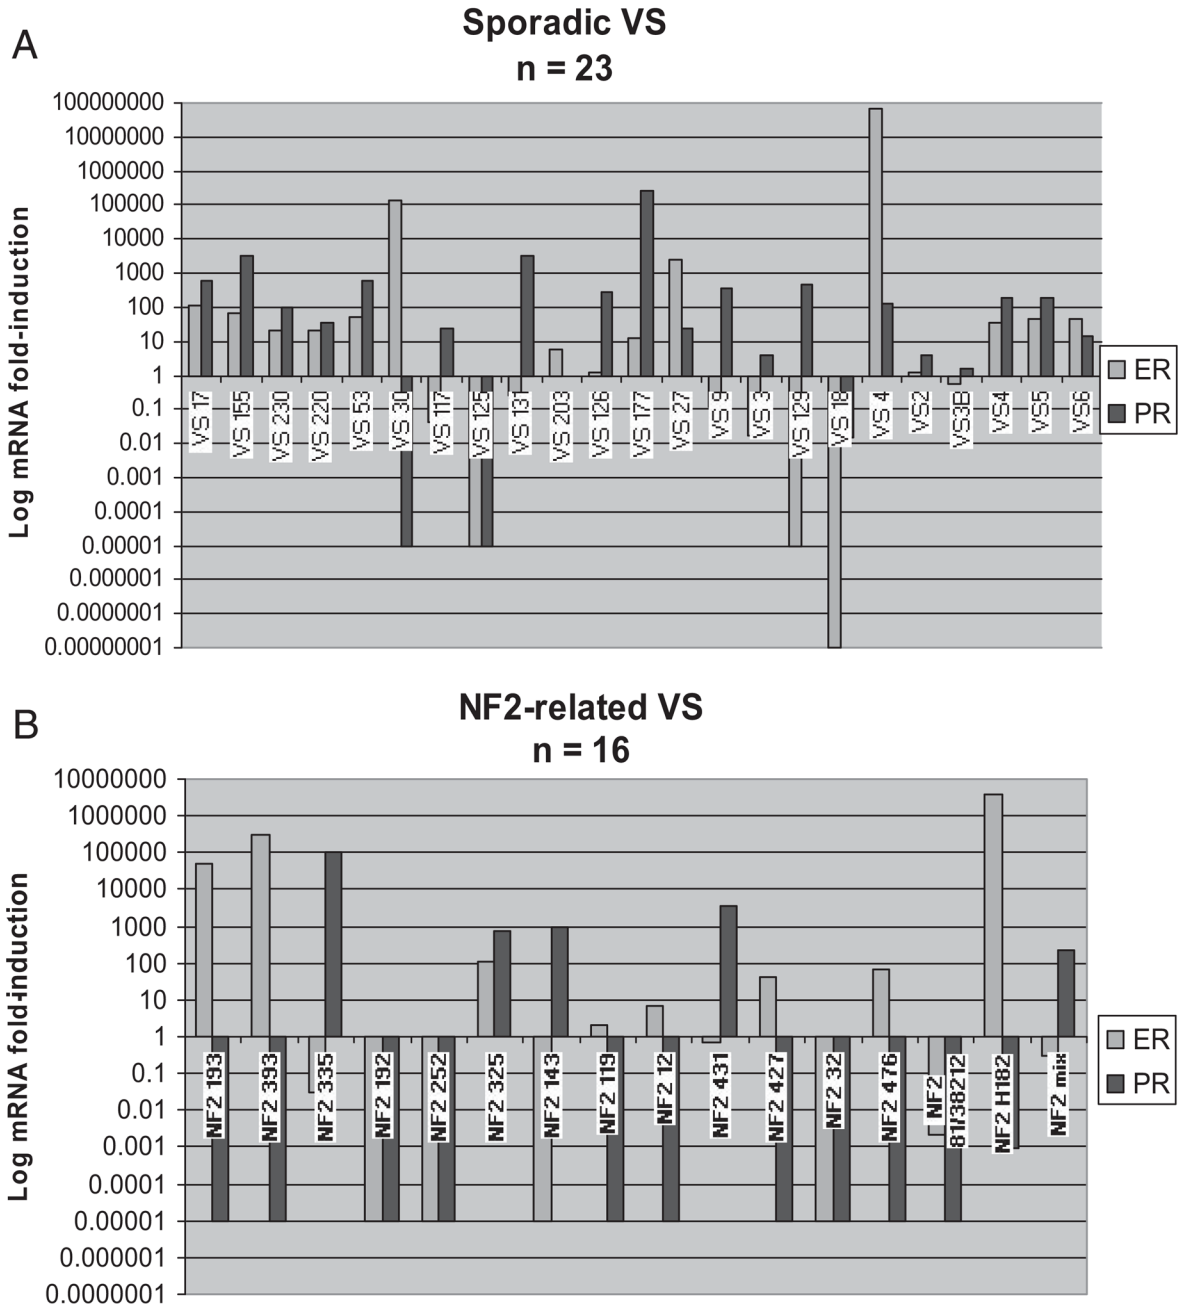 A
Sporadic VS
n = 23
Log mRNA fold-induction
100000000
10000000
1000000
100000
10000
1000
100
10
1
0.1
0.01
0.001
0.0001
0.00001
0.000001
0.0000001
0.00000001
VS 17
VS 155
VS 230
VS 220
VS 53
VS 30
VS 117
VS 125
VS 131
VS 203
VS 126
VS 177
VS 27
VS 9
VS 3
VS 129
VS 18
VS 4
VS2
VS3B
VS4
VS5
VS6
ER
PR
B
NF2-related VS
n = 16
Log mRNA fold-induction
10000000
1000000
100000
10000
1000
100
10
1
0.1
0.01
0.001
0.0001
0.00001
0.000001
0.0000001
NF2 193
NF2 393
NF2 335
NF2 192
NF2 252
NF2 325
NF2 143
NF2 119
NF2 12
NF2 431
NF2 427
NF2 32
NF2 476
NF2
81/38212
NF2 H182
NF2 mix
ER
PR